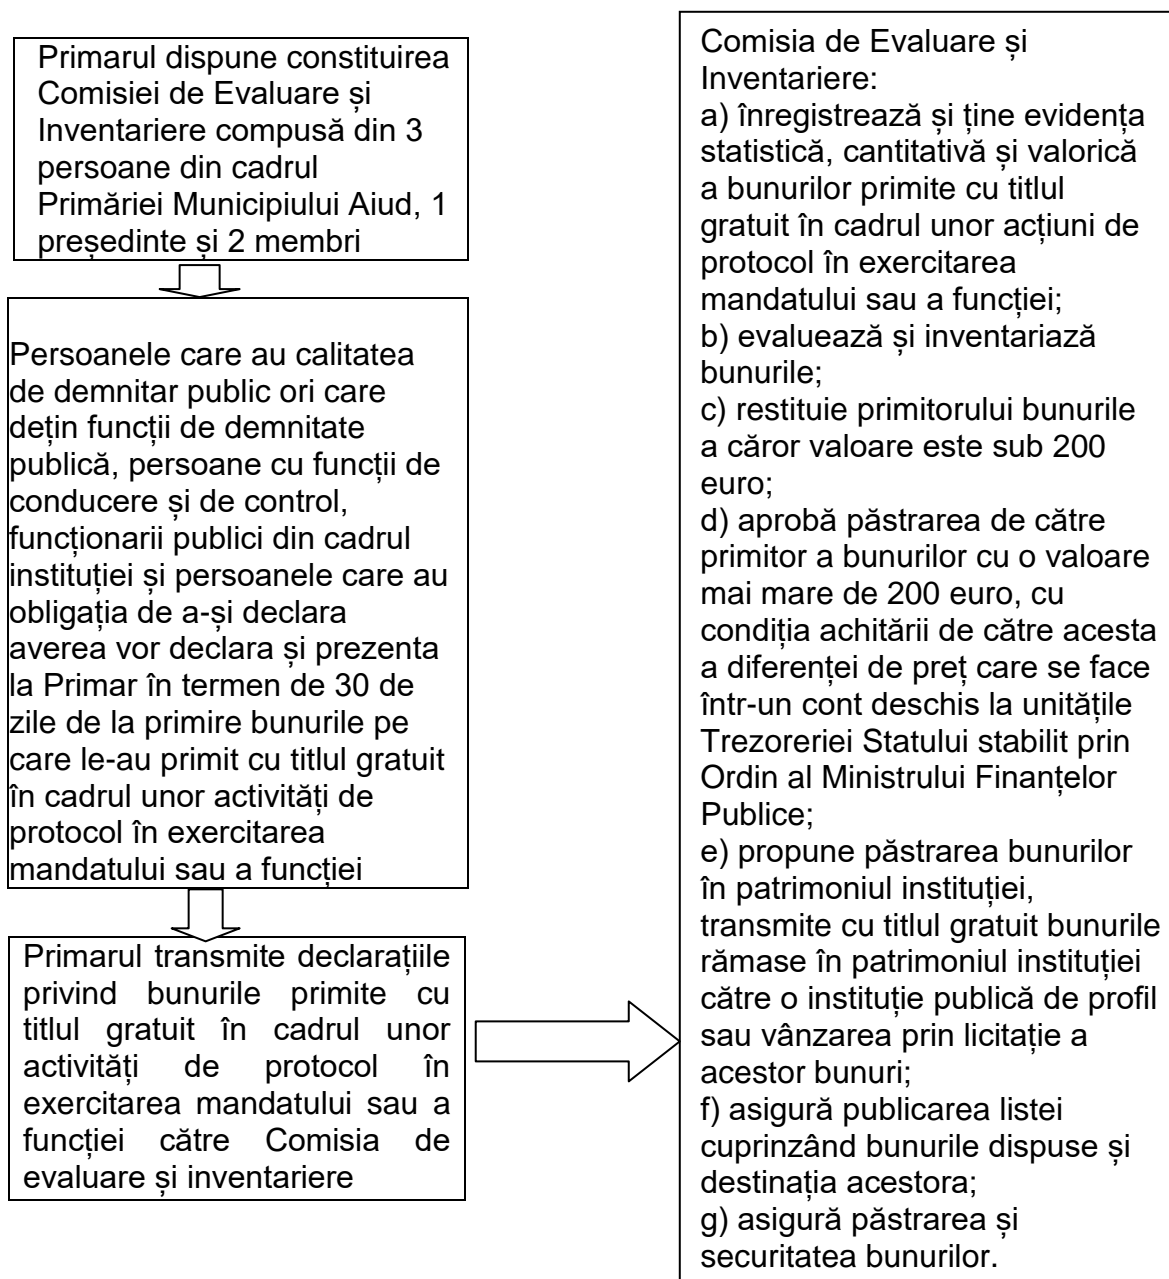 Primarul dispune constituirea
Comisiei de Evaluare și
Inventariere compusă din 3
persoane din cadrul
Primăriei Municipiului Aiud, 1
președinte și 2 membri
Persoanele care au calitatea
de demnitar public ori care
dețin funcții de demnitate
publică, persoane cu funcții de
conducere și de control,
funcționarii publici din cadrul
instituției și persoanele care au
obligația de a-și declara
averea vor declara și prezenta
la Primar în termen de 30 de
zile de la primire bunurile pe
care le-au primit cu titlul gratuit
în cadrul unor activități de
protocol în exercitarea
mandatului sau a funcției
Primarul transmite declarațiile
privind bunurile primite cu
titlul gratuit în cadrul unor
activități de protocol în
exercitarea mandatului sau a
funcției către Comisia de
evaluare și inventariere
Comisia de Evaluare și
Inventariere:
a) înregistrează și ține evidența
statistică, cantitativă și valorică
a bunurilor primite cu titlul
gratuit în cadrul unor acțiuni de
protocol în exercitarea
mandatului sau a funcției;
b) evaluează și inventariază
bunurile;
c) restituie primitorului bunurile
a căror valoare este sub 200
euro;
d) aprobă păstrarea de către
primitor a bunurilor cu o valoare
mai mare de 200 euro, cu
condiția achitării de către acesta
a diferenței de preț care se face
într-un cont deschis la unitățile
Trezoreriei Statului stabilit prin
Ordin al Ministrului Finanțelor
Publice;
e) propune păstrarea bunurilor
în patrimoniul instituției,
transmite cu titlul gratuit bunurile
rămase în patrimoniul instituției
către o instituție publică de profil
sau vânzarea prin licitație a
acestor bunuri;
f) asigură publicarea listei
cuprinzând bunurile dispuse și
destinația acestora;
g) asigură păstrarea și
securitatea bunurilor.